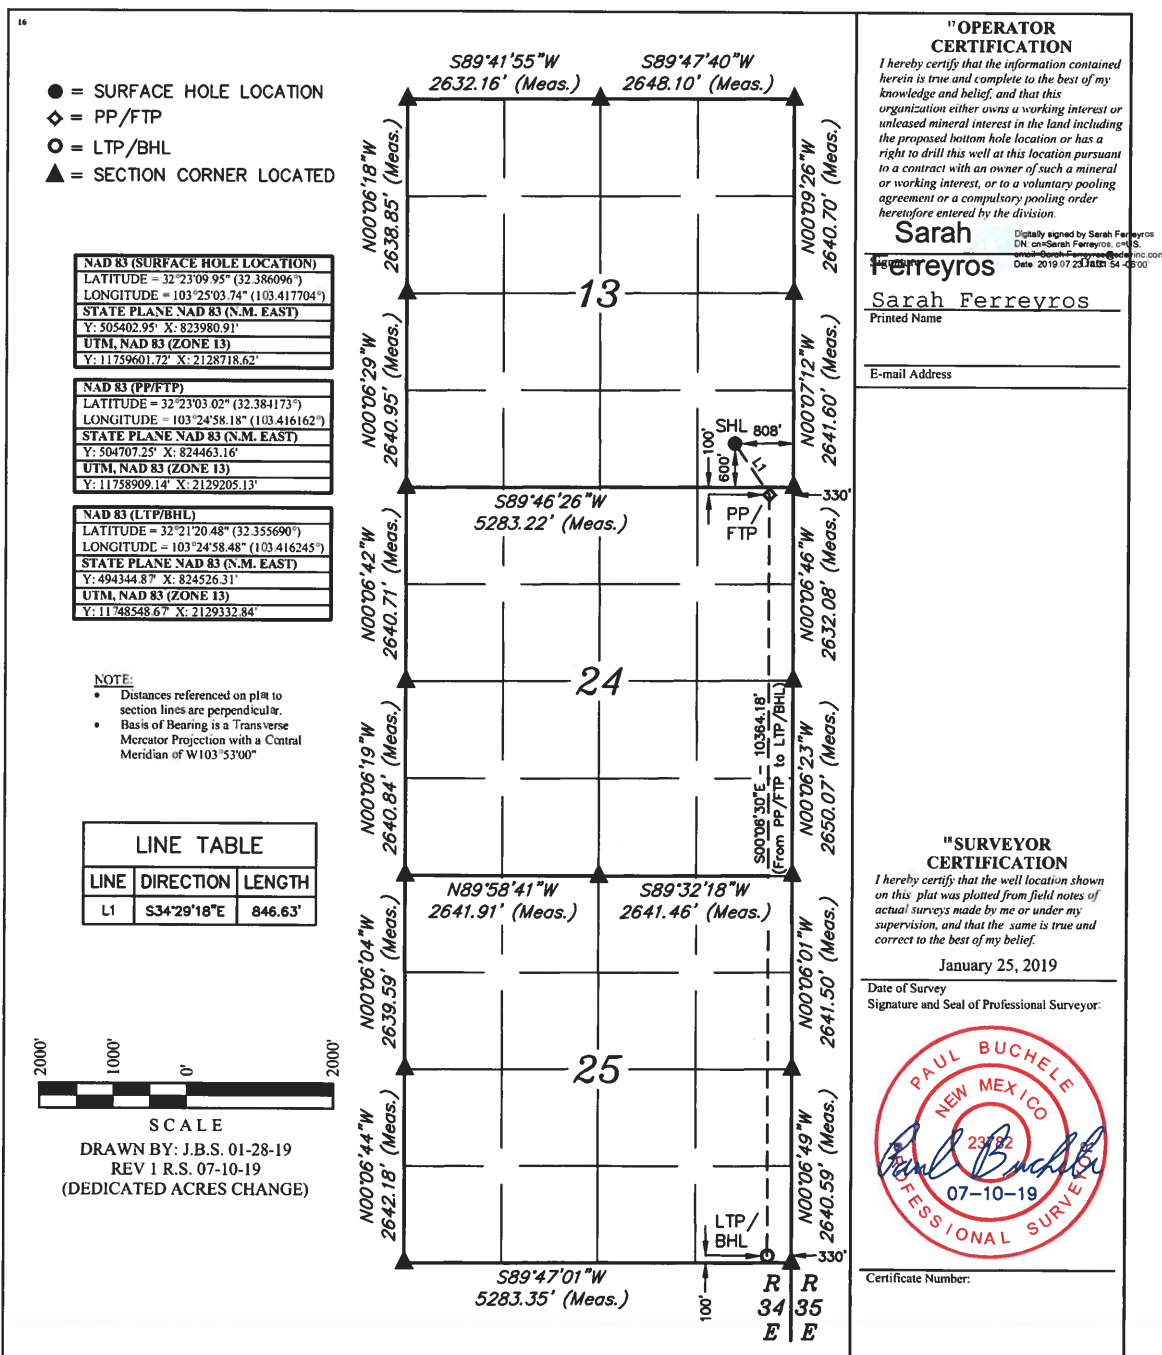 16
● = SURFACE HOLE LOCATION
◇ = PP/FTP
O = LTP/BHL
▲ = SECTION CORNER LOCATED
NAD 83 (SURFACE HOLE LOCATION)
LATITUDE = 32°23'09.95" (32.386096°)
LONGITUDE = 103°25'03.74" (103.417704°)
STATE PLANE NAD 83 (N.M. EAST)
Y: 505402.95' X: 823980.91'
UTM, NAD 83 (ZONE 13)
Y: 11759601.72' X: 2128718.62'
NAD 83 (PP/FTP)
LATITUDE = 32°23'03.02" (32.384173°)
LONGITUDE = 103°24'58.18" (103.416162°)
STATE PLANE NAD 83 (N.M. EAST)
Y: 504707.25' X: 824463.16'
UTM, NAD 83 (ZONE 13)
Y: 11758909.14' X: 2129205.13'
NAD 83 (LTP/BHL)
LATITUDE = 32°21'20.48" (32.355690°)
LONGITUDE = 103°24'58.48" (103.416245°)
STATE PLANE NAD 83 (N.M. EAST)
Y: 494344.87' X: 824526.31'
UTM, NAD 83 (ZONE 13)
Y: 11748548.67' X: 2129332.84'
NOTE:
• Distances referenced on plat to
section lines are perpendicular.
• Basis of Bearing is a Transverse
Mercator Projection with a Central
Meridian of W103°53'00"
LINE TABLE
LINE DIRECTION LENGTH
L1 S34°29'18"E 846.63'
2000' 1000' 0' 2000'
SCALE
DRAWN BY: J.B.S. 01-28-19
REV 1 R.S. 07-10-19
(DEDICATED ACRES CHANGE)
S89°41'55"W
2632.16' (Meas.)
S89°47'40"W
2648.10' (Meas.)
N00°06'18"W
2638.85' (Meas.)
N00°09'26"W
2640.70' (Meas.)
13
N00°06'29"W
2640.95' (Meas.)
N00°07'12"W
2641.60' (Meas.)
SHL
808'
100'
600'
L1
330'
PP/
FTP
S89°46'26"W
5283.22' (Meas.)
N00°06'42"W
2640.71' (Meas.)
N00°06'46"W
2632.08' (Meas.)
24
N00°06'19"W
2640.84' (Meas.)
S00°06'30"E - 10364.18'
(From PP/FTP to LTP/BHL)
N00°06'23"W
2650.07' (Meas.)
N89°58'41"W
2641.91' (Meas.)
S89°32'18"W
2641.46' (Meas.)
N00°06'04"W
2639.59' (Meas.)
N00°06'01"W
2641.50' (Meas.)
25
N00°06'44"W
2642.18' (Meas.)
N00°06'49"W
2640.59' (Meas.)
LTP/
BHL
330'
100'
S89°47'01"W
5283.35' (Meas.)
R R
34 35
E E
17 OPERATOR
CERTIFICATION
I hereby certify that the information contained
herein is true and complete to the best of my
knowledge and belief, and that this
organization either owns a working interest or
unleased mineral interest in the land including
the proposed bottom hole location or has a
right to drill this well at this location pursuant
to a contract with an owner of such a mineral
or working interest, or to a voluntary pooling
agreement or a compulsory pooling order
heretofore entered by the division.
Sarah
Ferreyros
Digitally signed by Sarah Ferreyros
DN: cn=Sarah Ferreyros, c=US,
Signature
Date
Sarah Ferreyros
Printed Name
E-mail Address
18 SURVEYOR
CERTIFICATION
I hereby certify that the well location shown
on this plat was plotted from field notes of
actual surveys made by me or under my
supervision, and that the same is true and
correct to the best of my belief.
January 25, 2019
Date of Survey
Signature and Seal of Professional Surveyor:
PAUL BUCHELE
NEW MEXICO
23782
Paul Buchele
07-10-19
PROFESSIONAL SURVEYOR
Certificate Number: